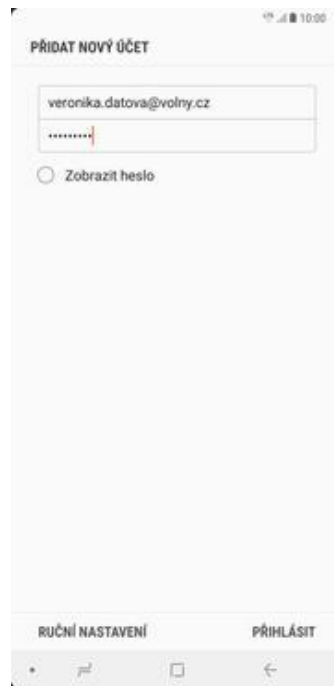 10:00
PŘIDAT NOVÝ ÚČET
veronika.datova@volny.cz
•••••••••
Zobrazit heslo
RUČNÍ NASTAVENÍ PŘIHLÁSIT